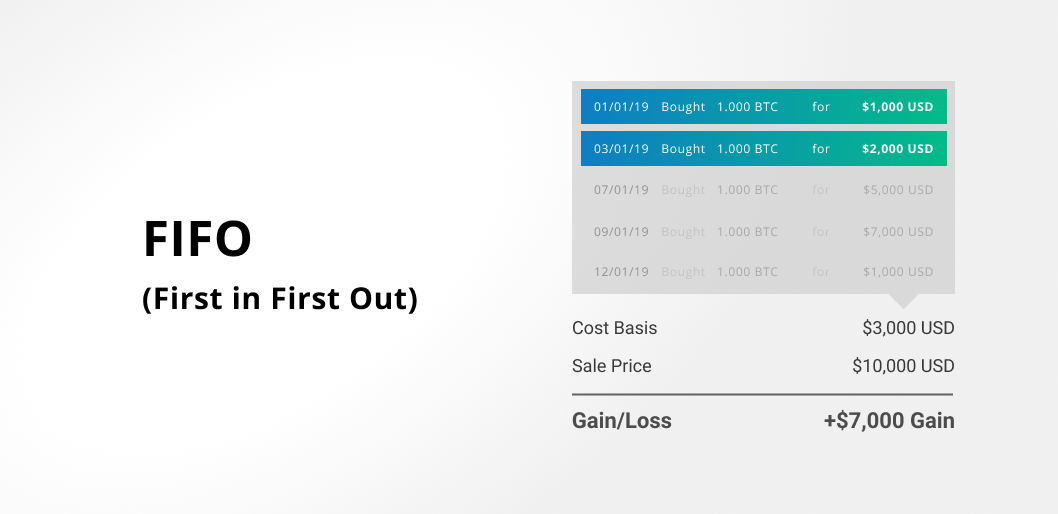 FIFO
(First in First Out)
01/01/19 Bought 1.000 BTC for $1,000 USD
03/01/19 Bought 1.000 BTC for $2,000 USD
07/01/19 Bought 1.000 BTC for $5,000 USD
09/01/19 Bought 1.000 BTC for $7,000 USD
12/01/19 Bought 1.000 BTC for $1,000 USD
Cost Basis $3,000 USD
Sale Price $10,000 USD
Gain/Loss +$7,000 Gain